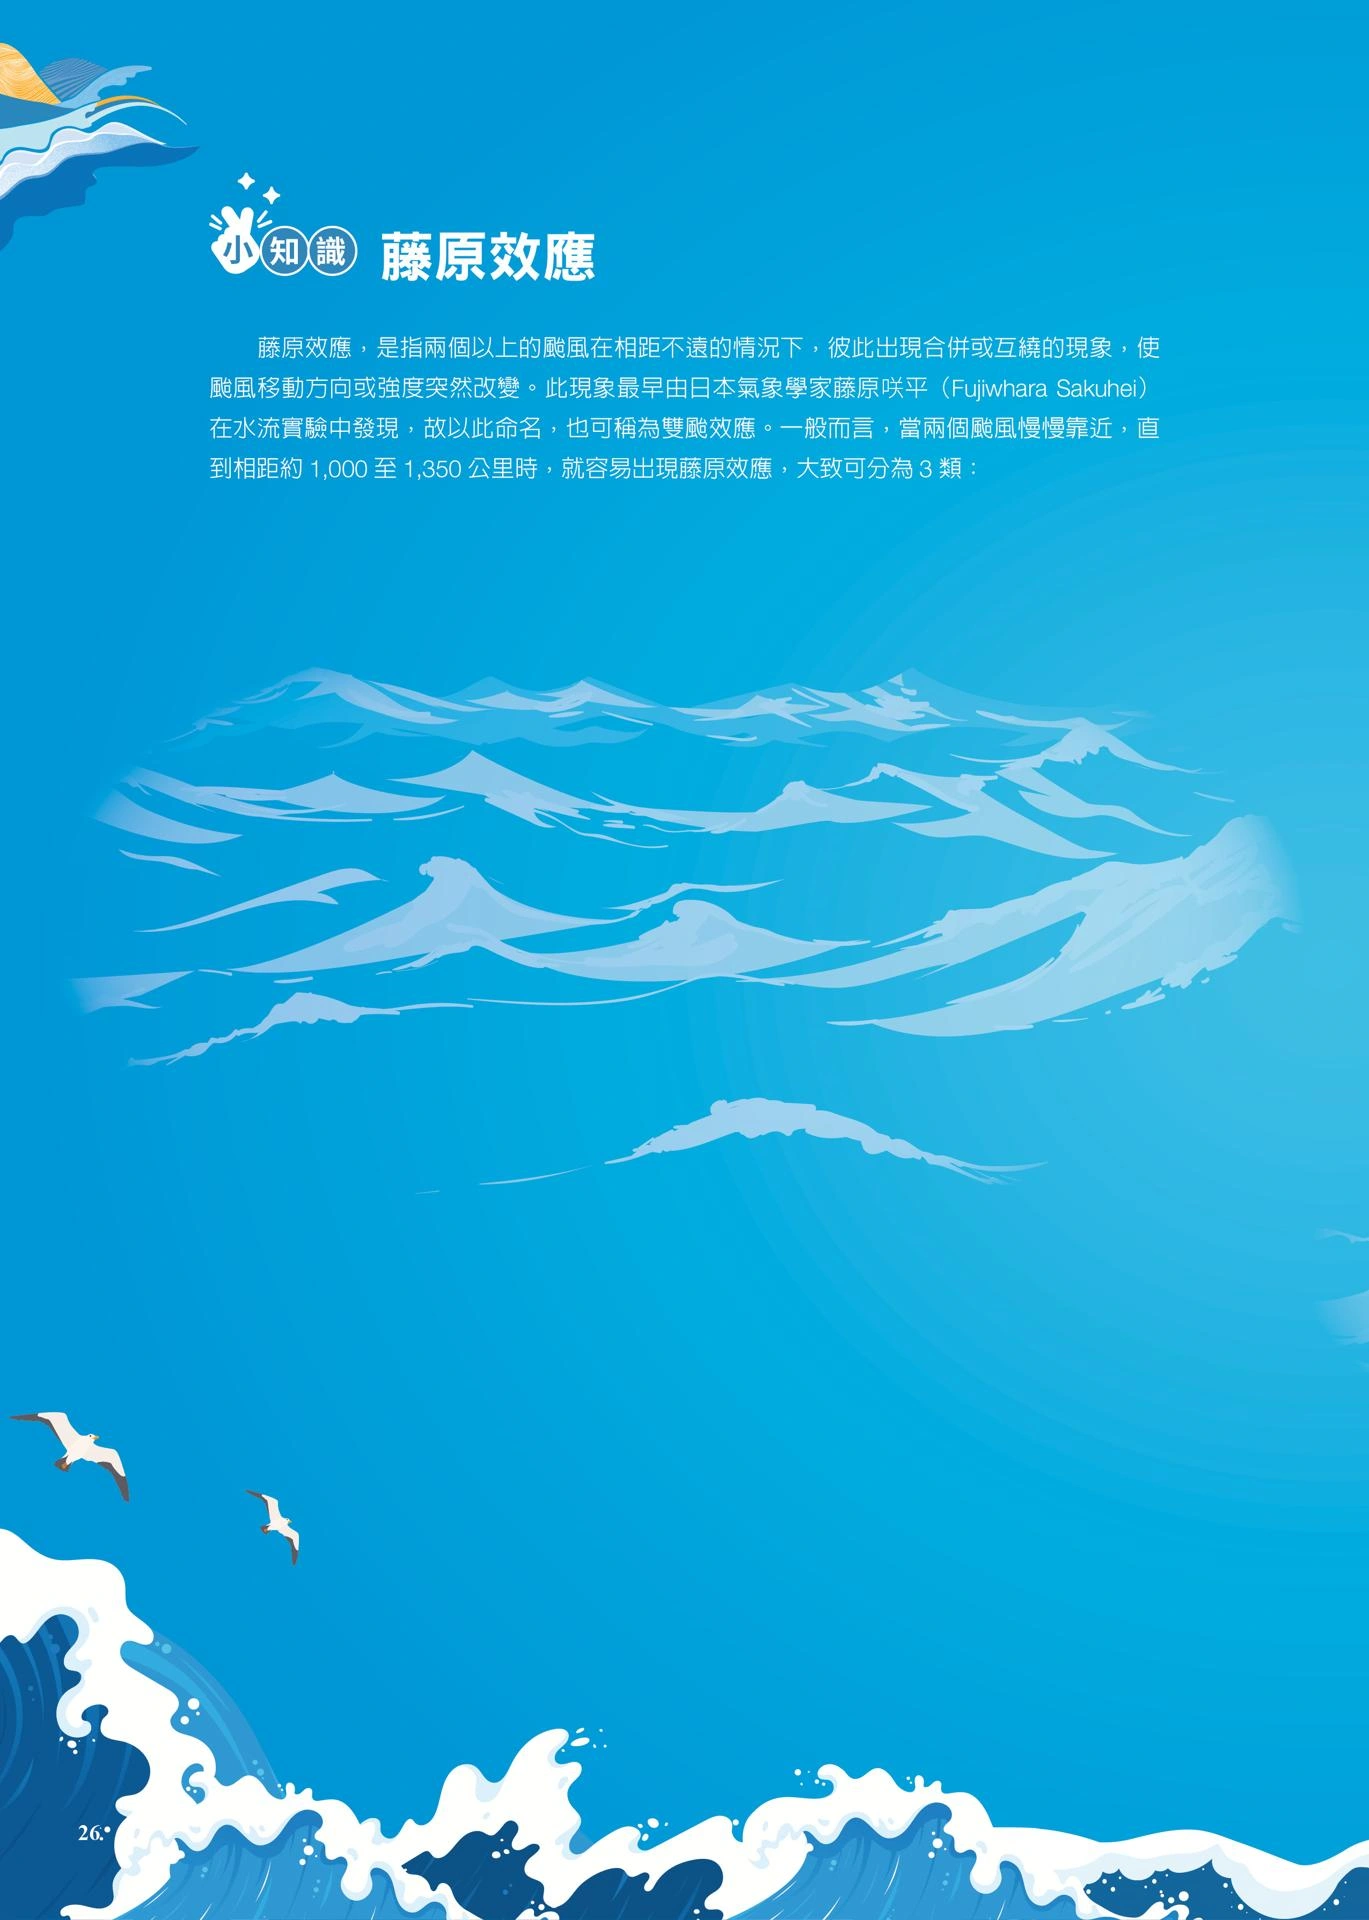 小知識 藤原效應
藤原效應，是指兩個以上的颱風在相距不遠的情況下，彼此出現合併或互繞的現象，使
颱風移動方向或強度突然改變。此現象最早由日本氣象學家藤原咲平（Fujiwhara Sakuhei）
在水流實驗中發現，故以此命名，也可稱為雙颱效應。一般而言，當兩個颱風慢慢靠近，直
到相距約 1,000 至 1,350 公里時，就容易出現藤原效應，大致可分為 3 類：
26